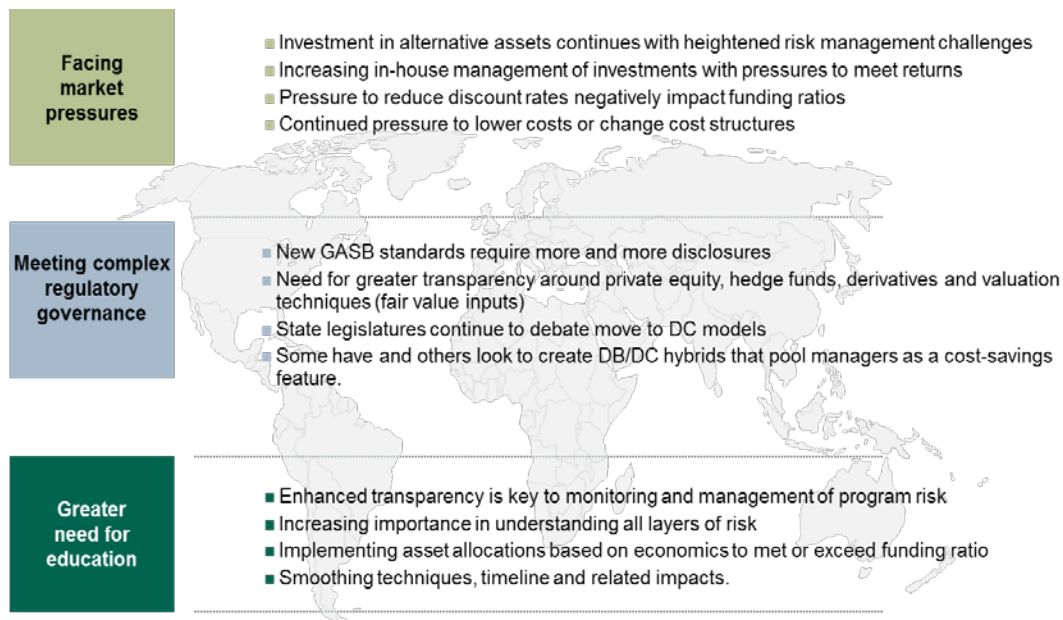 Facing
market
pressures
Investment in alternative assets continues with heightened risk management challenges
Increasing in-house management of investments with pressures to meet returns
Pressure to reduce discount rates negatively impact funding ratios
Continued pressure to lower costs or change cost structures
Meeting complex
regulatory
governance
New GASB standards require more and more disclosures
Need for greater transparency around private equity, hedge funds, derivatives and valuation
techniques (fair value inputs)
State legislatures continue to debate move to DC models
Some have and others look to create DB/DC hybrids that pool managers as a cost-savings
feature.
Greater
need for
education
Enhanced transparency is key to monitoring and management of program risk
Increasing importance in understanding all layers of risk
Implementing asset allocations based on economics to met or exceed funding ratio
Smoothing techniques, timeline and related impacts.